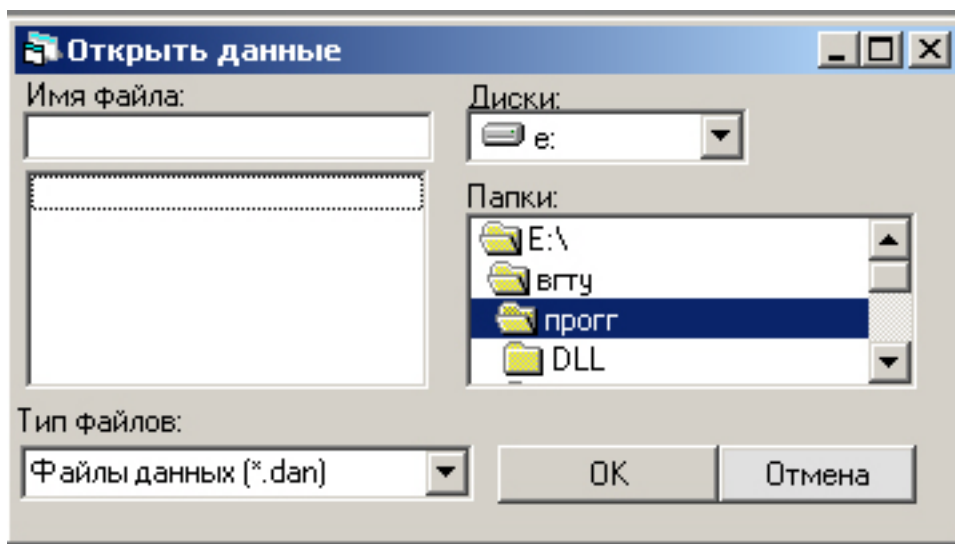 Открыть данные
Имя файла:
Диски:
e:
Папки:
E:\
вгту
прогг
DLL
Тип файлов:
Файлы данных (*.dan)
OK
Отмена